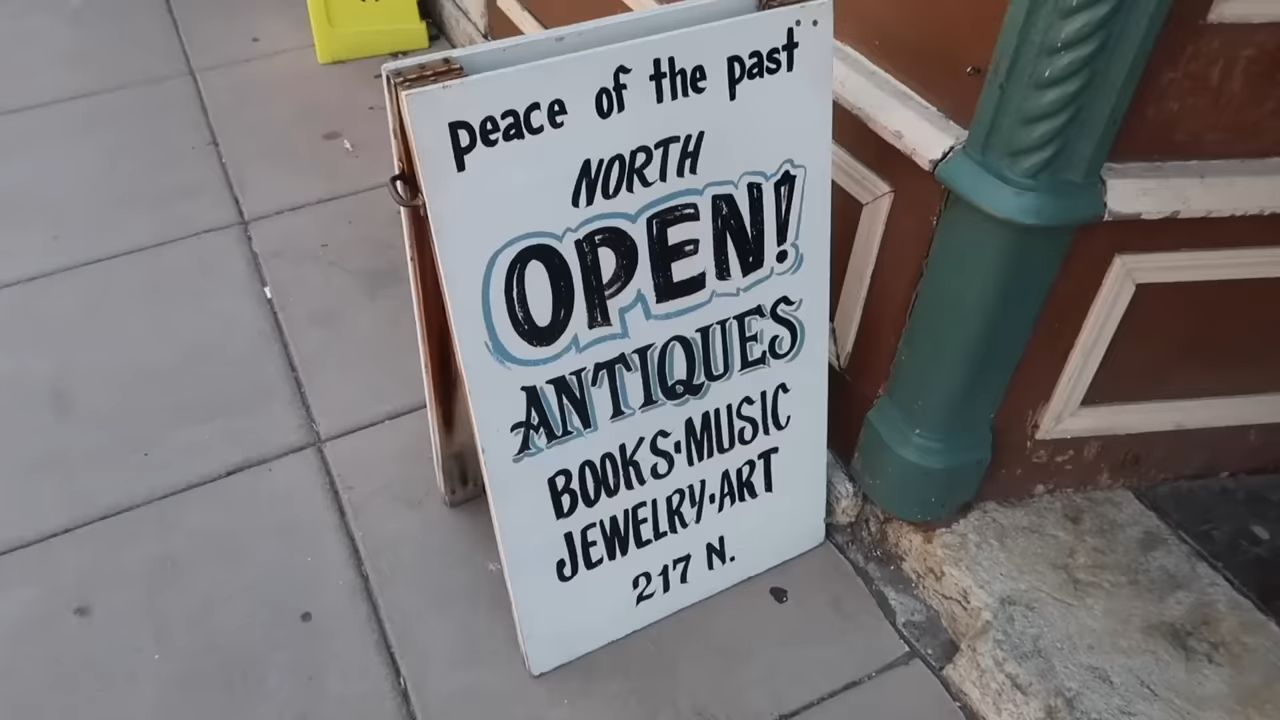 peace of the past
NORTH
OPEN!
ANTIQUES
BOOKS·MUSIC
JEWELRY·ART
217 N.